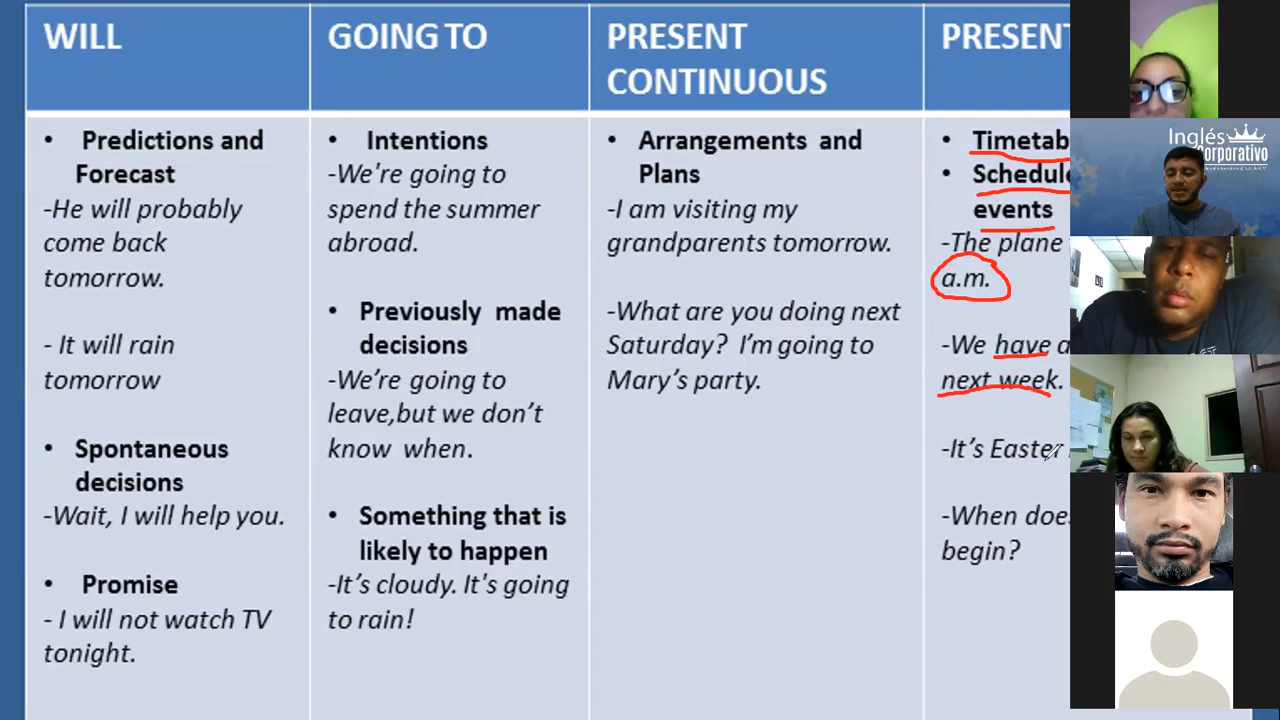 WILL
GOING TO
PRESENT
CONTINUOUS
PRESENT
• Predictions and
Forecast
-He will probably
come back
tomorrow.
- It will rain
tomorrow
• Spontaneous
decisions
-Wait, I will help you.
• Promise
- I will not watch TV
tonight.
• Intentions
-We're going to
spend the summer
abroad.
• Previously made
decisions
-We're going to
leave,but we don't
know when.
• Something that is
likely to happen
-It's cloudy. It's going
to rain!
• Arrangements and
Plans
-I am visiting my
grandparents tomorrow.
-What are you doing next
Saturday? I'm going to
Mary's party.
• Timetab
• Schedule
events
-The plane
a.m.
-We have a
next week.
-It's Easter
-When does
begin?
Inglés
Corporativo